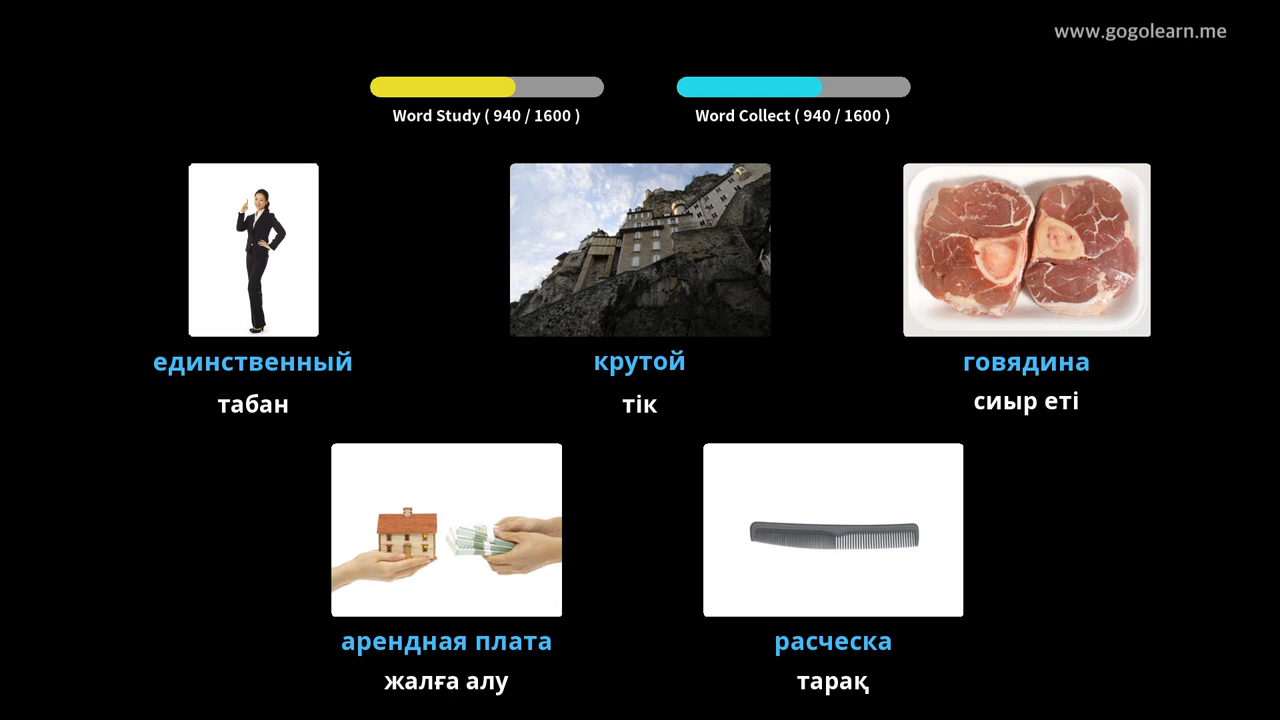 www.gogolearn.me
Word Study ( 940 / 1600 )
Word Collect ( 940 / 1600 )
единственный
табан
крутой
тік
говядина
сиыр еті
арендная плата
жалға алу
расческа
тарақ